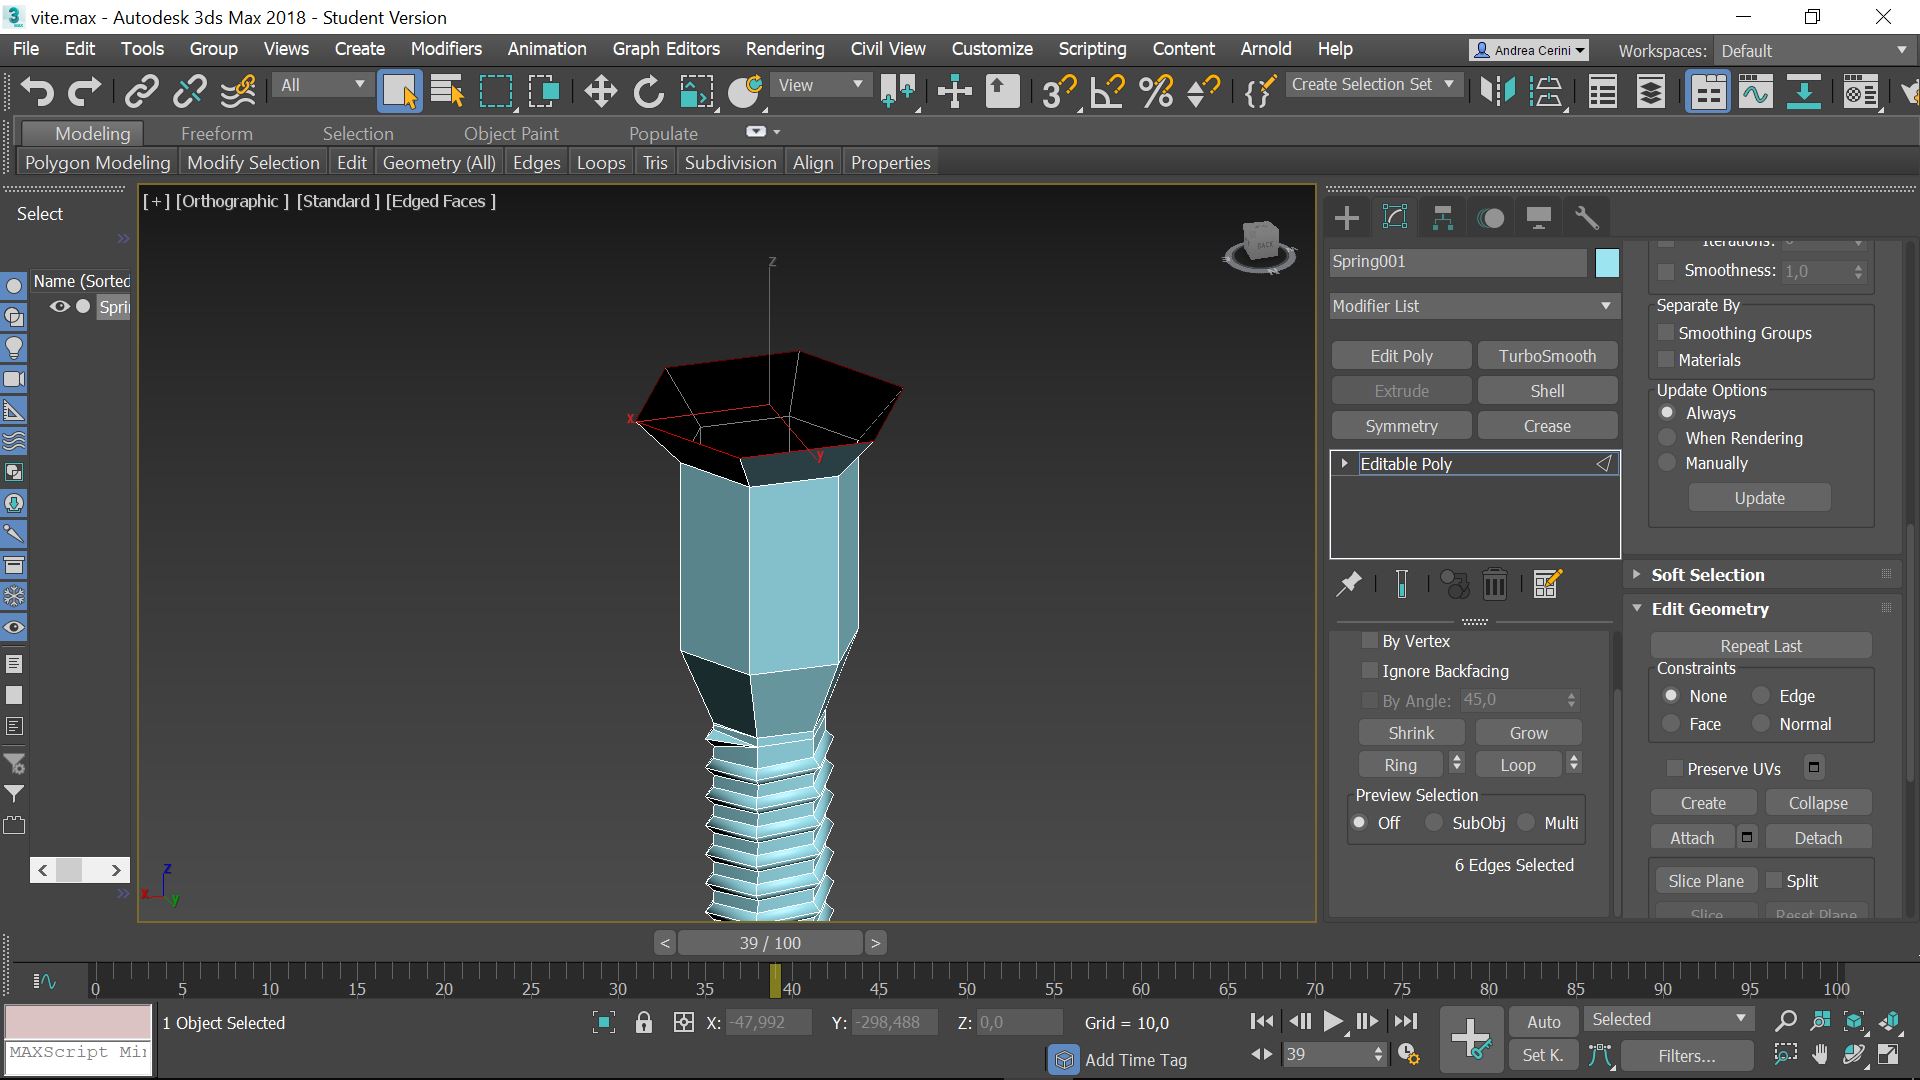 vite.max - Autodesk 3ds Max 2018 - Student Version
File Edit Tools Group Views Create Modifiers Animation Graph Editors Rendering Civil View Customize Scripting Content Arnold Help
Andrea Cerini Workspaces: Default
All View Create Selection Set
Modeling Freeform Selection Object Paint Populate
Polygon Modeling Modify Selection Edit Geometry (All) Edges Loops Tris Subdivision Align Properties
Select
Name (Sorted
Spri
[+] [Orthographic ] [Standard ] [Edged Faces ]
BACK
z
x
y
z
x
y
Spring001
Modifier List
Edit Poly TurboSmooth
Extrude Shell
Symmetry Crease
Editable Poly
By Vertex
Ignore Backfacing
By Angle: 45,0
Shrink Grow
Ring Loop
Preview Selection
Off SubObj Multi
6 Edges Selected
Iterations:
Smoothness: 1,0
Separate By
Smoothing Groups
Materials
Update Options
Always
When Rendering
Manually
Update
Soft Selection
Edit Geometry
Repeat Last
Constraints
None Edge
Face Normal
Preserve UVs
Create Collapse
Attach Detach
Slice Plane Split
Slice Reset Plane
< 39 / 100 >
0 5 10 15 20 25 30 35 40 45 50 55 60 65 70 75 80 85 90 95 100
1 Object Selected X: -47,992 Y: -298,488 Z: 0,0 Grid = 10,0
Auto Selected
MAXScript Mi
Add Time Tag
39
Set K. Filters...